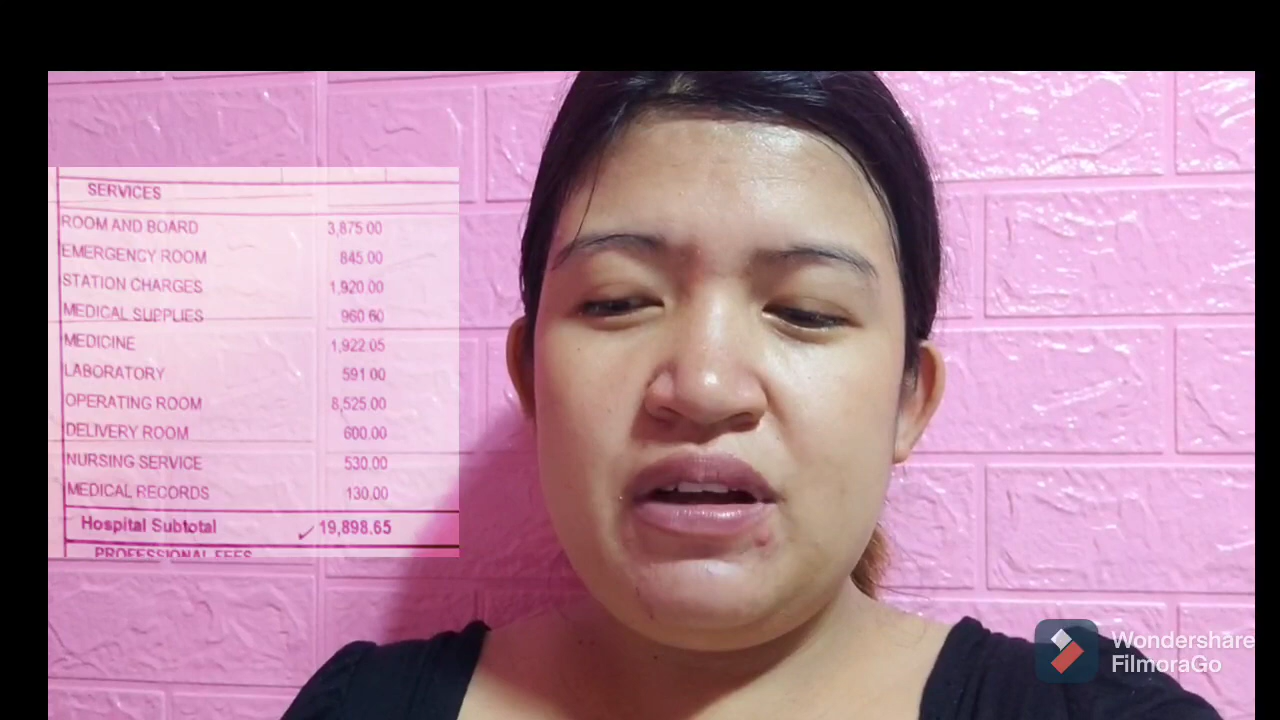 SERVICES
ROOM AND BOARD 3,875.00
EMERGENCY ROOM 845.00
STATION CHARGES 1,920.00
MEDICAL SUPPLIES 960.60
MEDICINE 1,922.05
LABORATORY 591.00
OPERATING ROOM 8,525.00
DELIVERY ROOM 600.00
NURSING SERVICE 530.00
MEDICAL RECORDS 130.00
Hospital Subtotal ✓ 19,898.65
PROFESSIONAL FEES
Wondershare
FilmoraGo